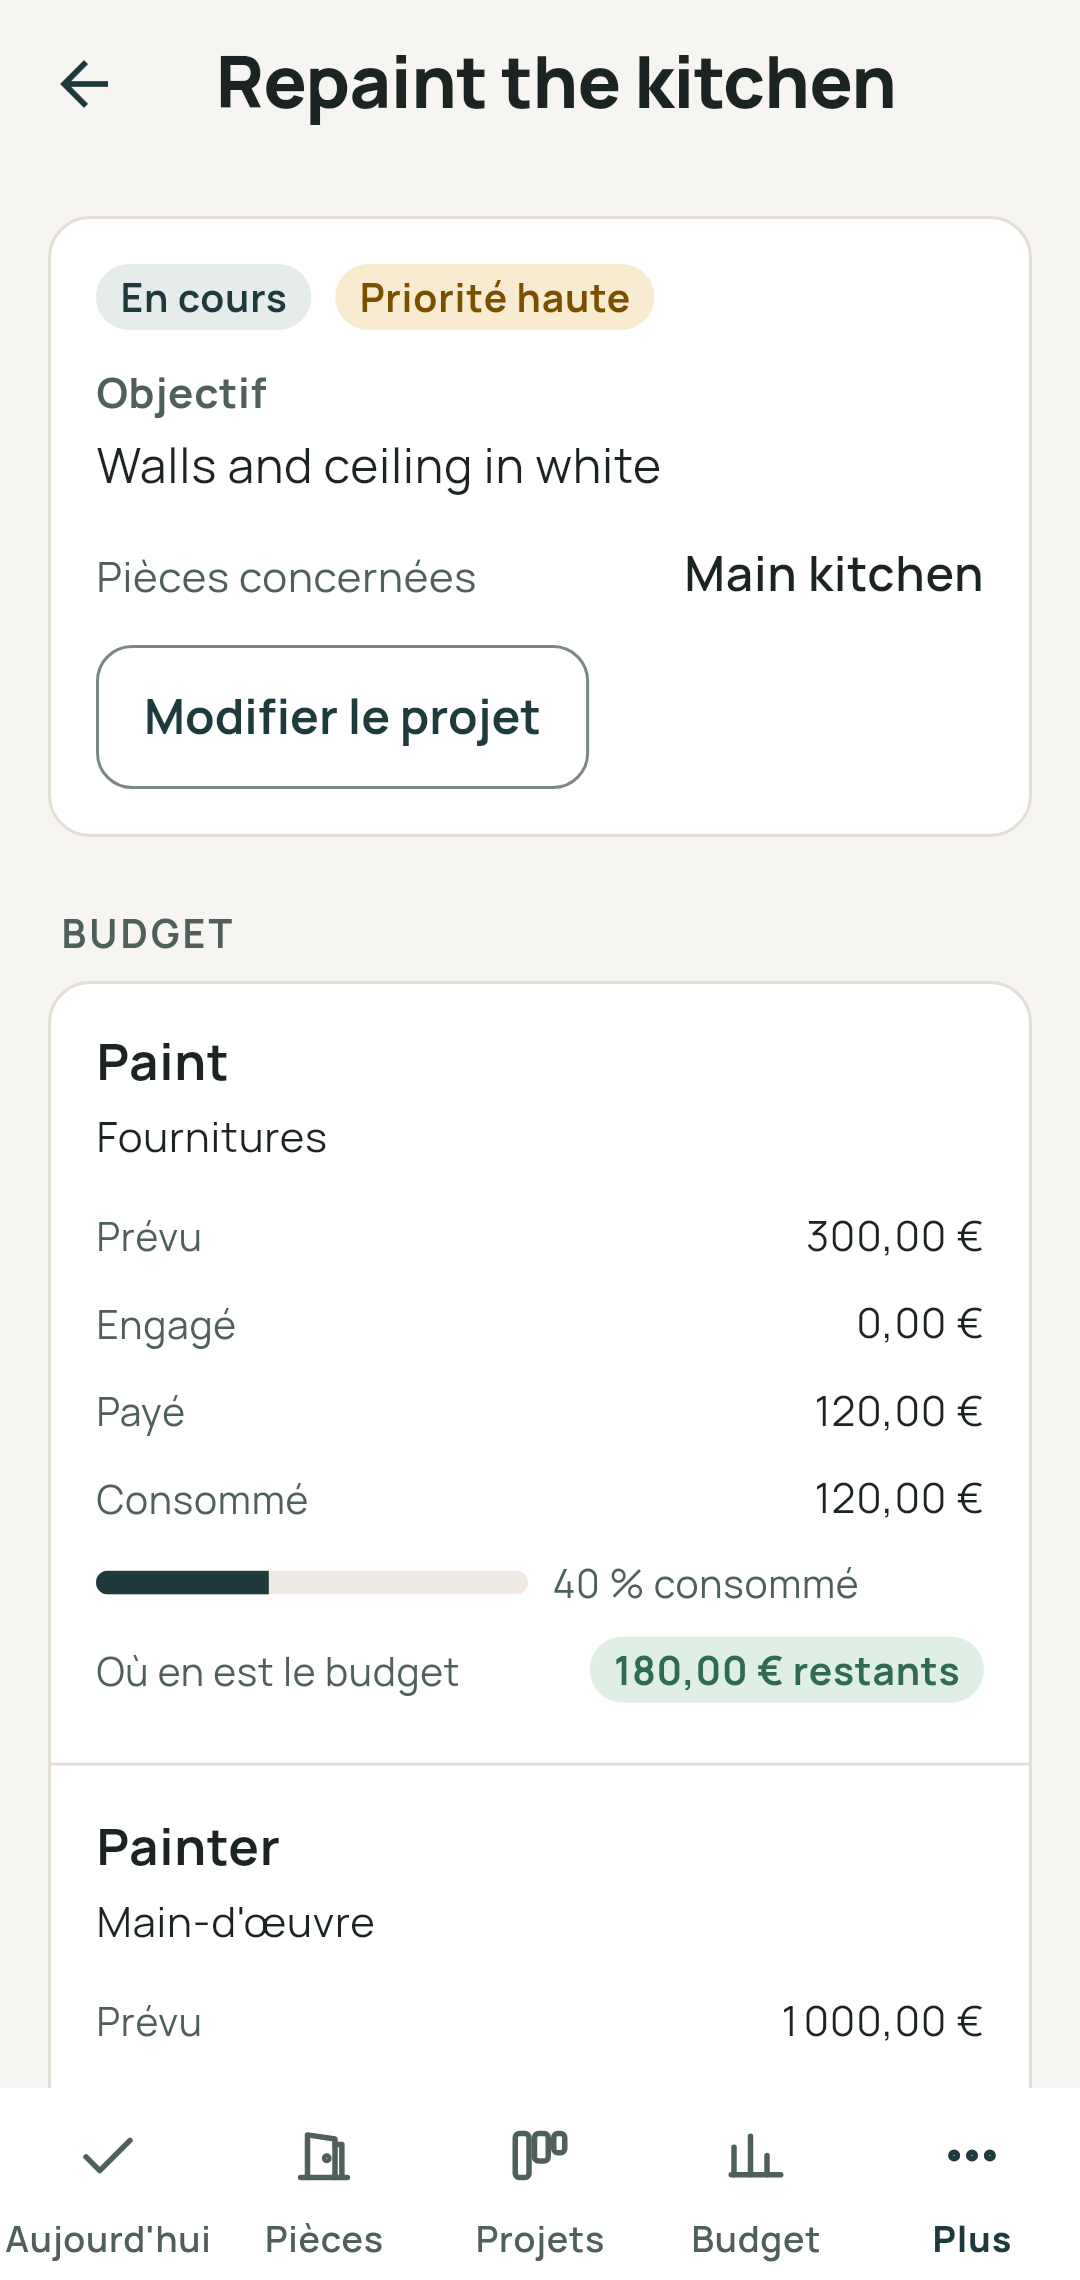 Repaint the kitchen
En cours
Priorité haute
Objectif
Walls and ceiling in white
Pièces concernées
Main kitchen
Modifier le projet
BUDGET
Paint
Fournitures
Prévu
300,00 €
Engagé
0,00 €
Payé
120,00 €
Consommé
120,00 €
40 % consommé
Où en est le budget
180,00 € restants
Painter
Main-d'œuvre
Prévu
1 000,00 €
Aujourd'hui
Pièces
Projets
Budget
Plus